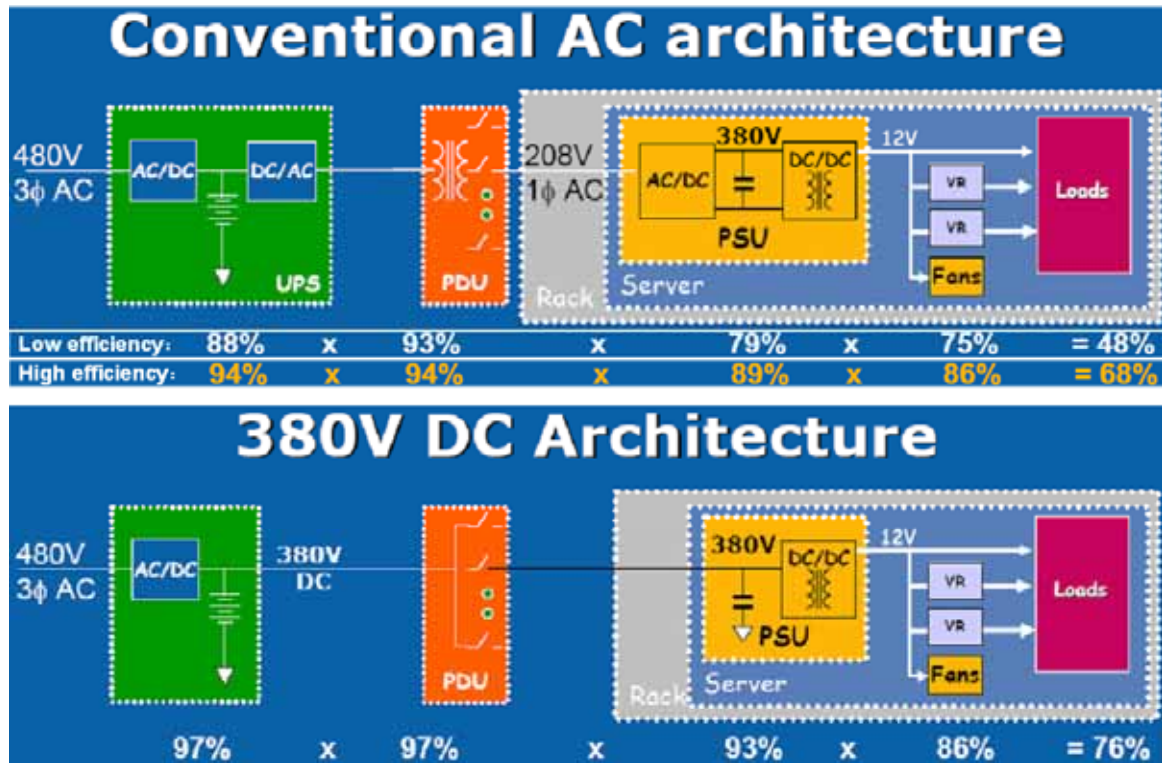 Conventional AC architecture
480V
3ϕ AC
AC/DC
DC/AC
UPS
PDU
208V
1ϕ AC
Rack
Server
380V
AC/DC
DC/DC
PSU
12V
VR
VR
Fans
Loads
Low efficiency: 88% x 93% x 79% x 75% = 48%
High efficiency: 94% x 94% x 89% x 86% = 68%
380V DC Architecture
480V
3ϕ AC
AC/DC
380V
DC
PDU
Rack
Server
380V
DC/DC
PSU
12V
VR
VR
Fans
Loads
97% x 97% x 93% x 86% = 76%